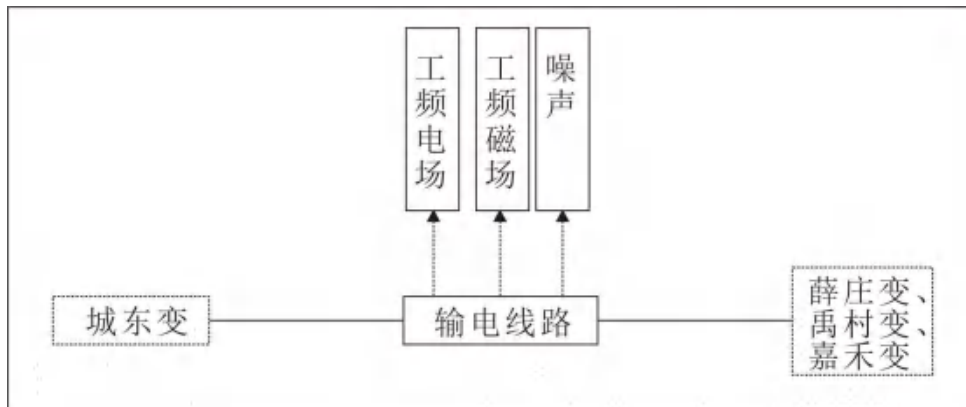 工频电场
工频磁场
噪声
城东变
输电线路
薛庄变、
禹村变、
嘉禾变